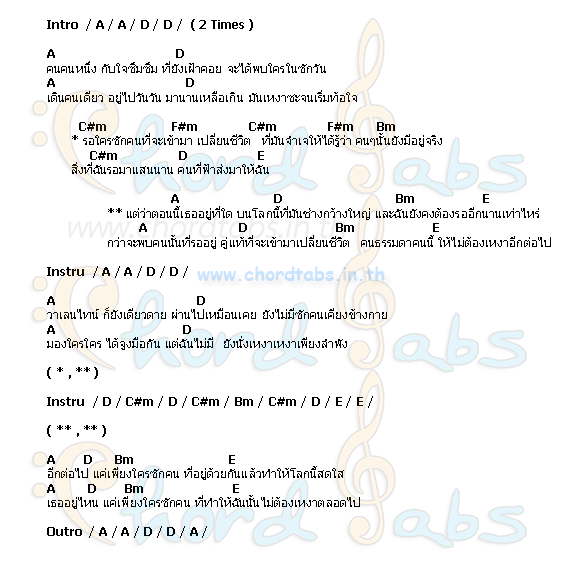 Intro / A / A / D / D / ( 2 Times )
A D
คนคนหนึ่ง กับใจซึมซึม ที่ยังเฝ้าคอย จะได้พบใครในซักวัน
A D
เดินคนเดียว อยู่ไปวันวัน มานานเหลือเกิน มันเหงาซะจนเริ่มท้อใจ
C#m F#m C#m F#m Bm
* รอใครซักคนที่จะเข้ามา เปลี่ยนชีวิต ที่มันจำเจให้ได้รู้ว่า คนๆนั้นยังมีอยู่จริง
C#m D E
สิ่งที่ฉันรอมาแสนนาน คนที่ฟ้าส่งมาให้ฉัน
A D Bm E
** แต่ว่าตอนนี้เธออยู่ที่ใด บนโลกนี้ที่มันช่างกว้างใหญ่ และฉันยังคงต้องรออีกนานเท่าไหร่
A D Bm E
กว่าจะพบคนนั้นที่รออยู่ คู่แท้ที่จะเข้ามาเปลี่ยนชีวิต คนธรรมดาคนนี้ ให้ไม่ต้องเหงาอีกต่อไป
www.chordtabs.in.th
Instru / A / A / D / D /
A D
วาเลนไทน์ ก็ยังเดียวดาย ผ่านไปเหมือนเคย ยังไม่มีซักคนเคียงข้างกาย
A D
มองใครใคร ได้จูงมือกัน แต่ฉันไม่มี ยังนั่งเหงาเหงาเพียงลำพัง
( * , ** )
Instru / D / C#m / D / C#m / Bm / C#m / D / E / E /
( ** , ** )
A D Bm E
อีกต่อไป แค่เพียงใครซักคน ที่อยู่ด้วยกันแล้วทำให้โลกนี้สดใส
A D Bm E
เธออยู่ไหน แค่เพียงใครซักคน ที่ทำให้ฉันนั้นไม่ต้องเหงาตลอดไป
Outro / A / A / D / D / A /